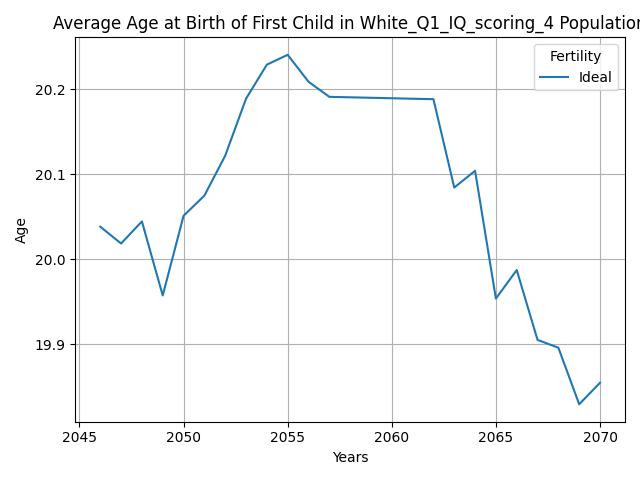 Average Age at Birth of First Child in White_Q1_IQ_scoring_4 Population
Fertility
Ideal
20.2
20.1
20.0
19.9
Age
2045 2050 2055 2060 2065 2070
Years